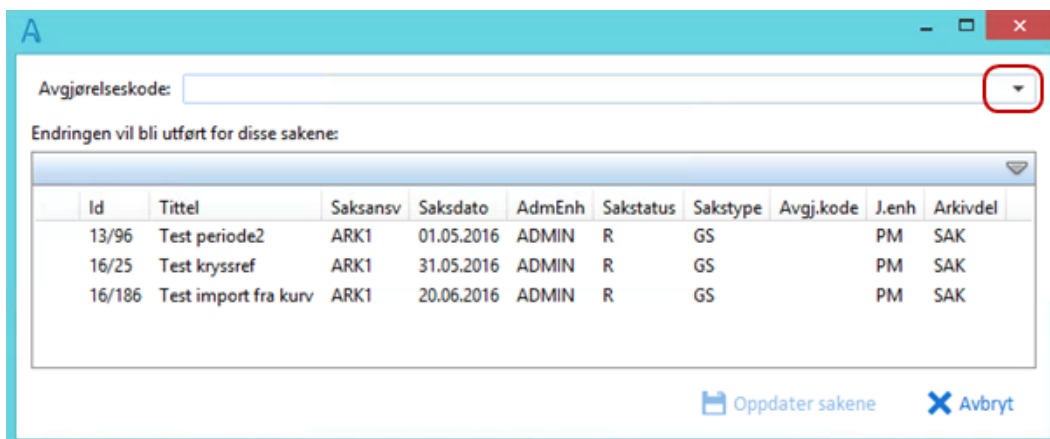 A
Avgjørelseskode:
Endringen vil bli utført for disse sakene:
Id Tittel Saksansv Saksdato AdmEnh Sakstatus Sakstype Avgj.kode J.enh Arkivdel
13/96 Test periode2 ARK1 01.05.2016 ADMIN R GS PM SAK
16/25 Test kryssref ARK1 31.05.2016 ADMIN R GS PM SAK
16/186 Test import fra kurv ARK1 20.06.2016 ADMIN R GS PM SAK
Oppdater sakene Avbryt